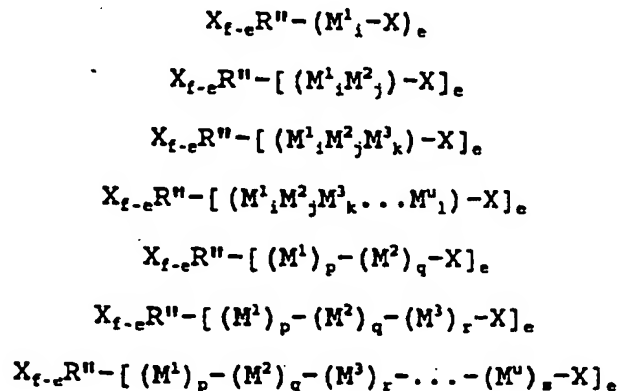 X_{f-e}R"-(M^1_i-X)_e
X_{f-e}R"-[(M^1_iM^2_j)-X]_e
X_{f-e}R"-[(M^1_iM^2_jM^3_k)-X]_e
X_{f-e}R"-[(M^1_iM^2_jM^3_k...M^u_l)-X]_e
X_{f-e}R"-[(M^1)_p-(M^2)_q-X]_e
X_{f-e}R"-[(M^1)_p-(M^2)_q-(M^3)_r-X]_e
X_{f-e}R"-[(M^1)_p-(M^2)_q-(M^3)_r-...-(M^u)_s-X]_e